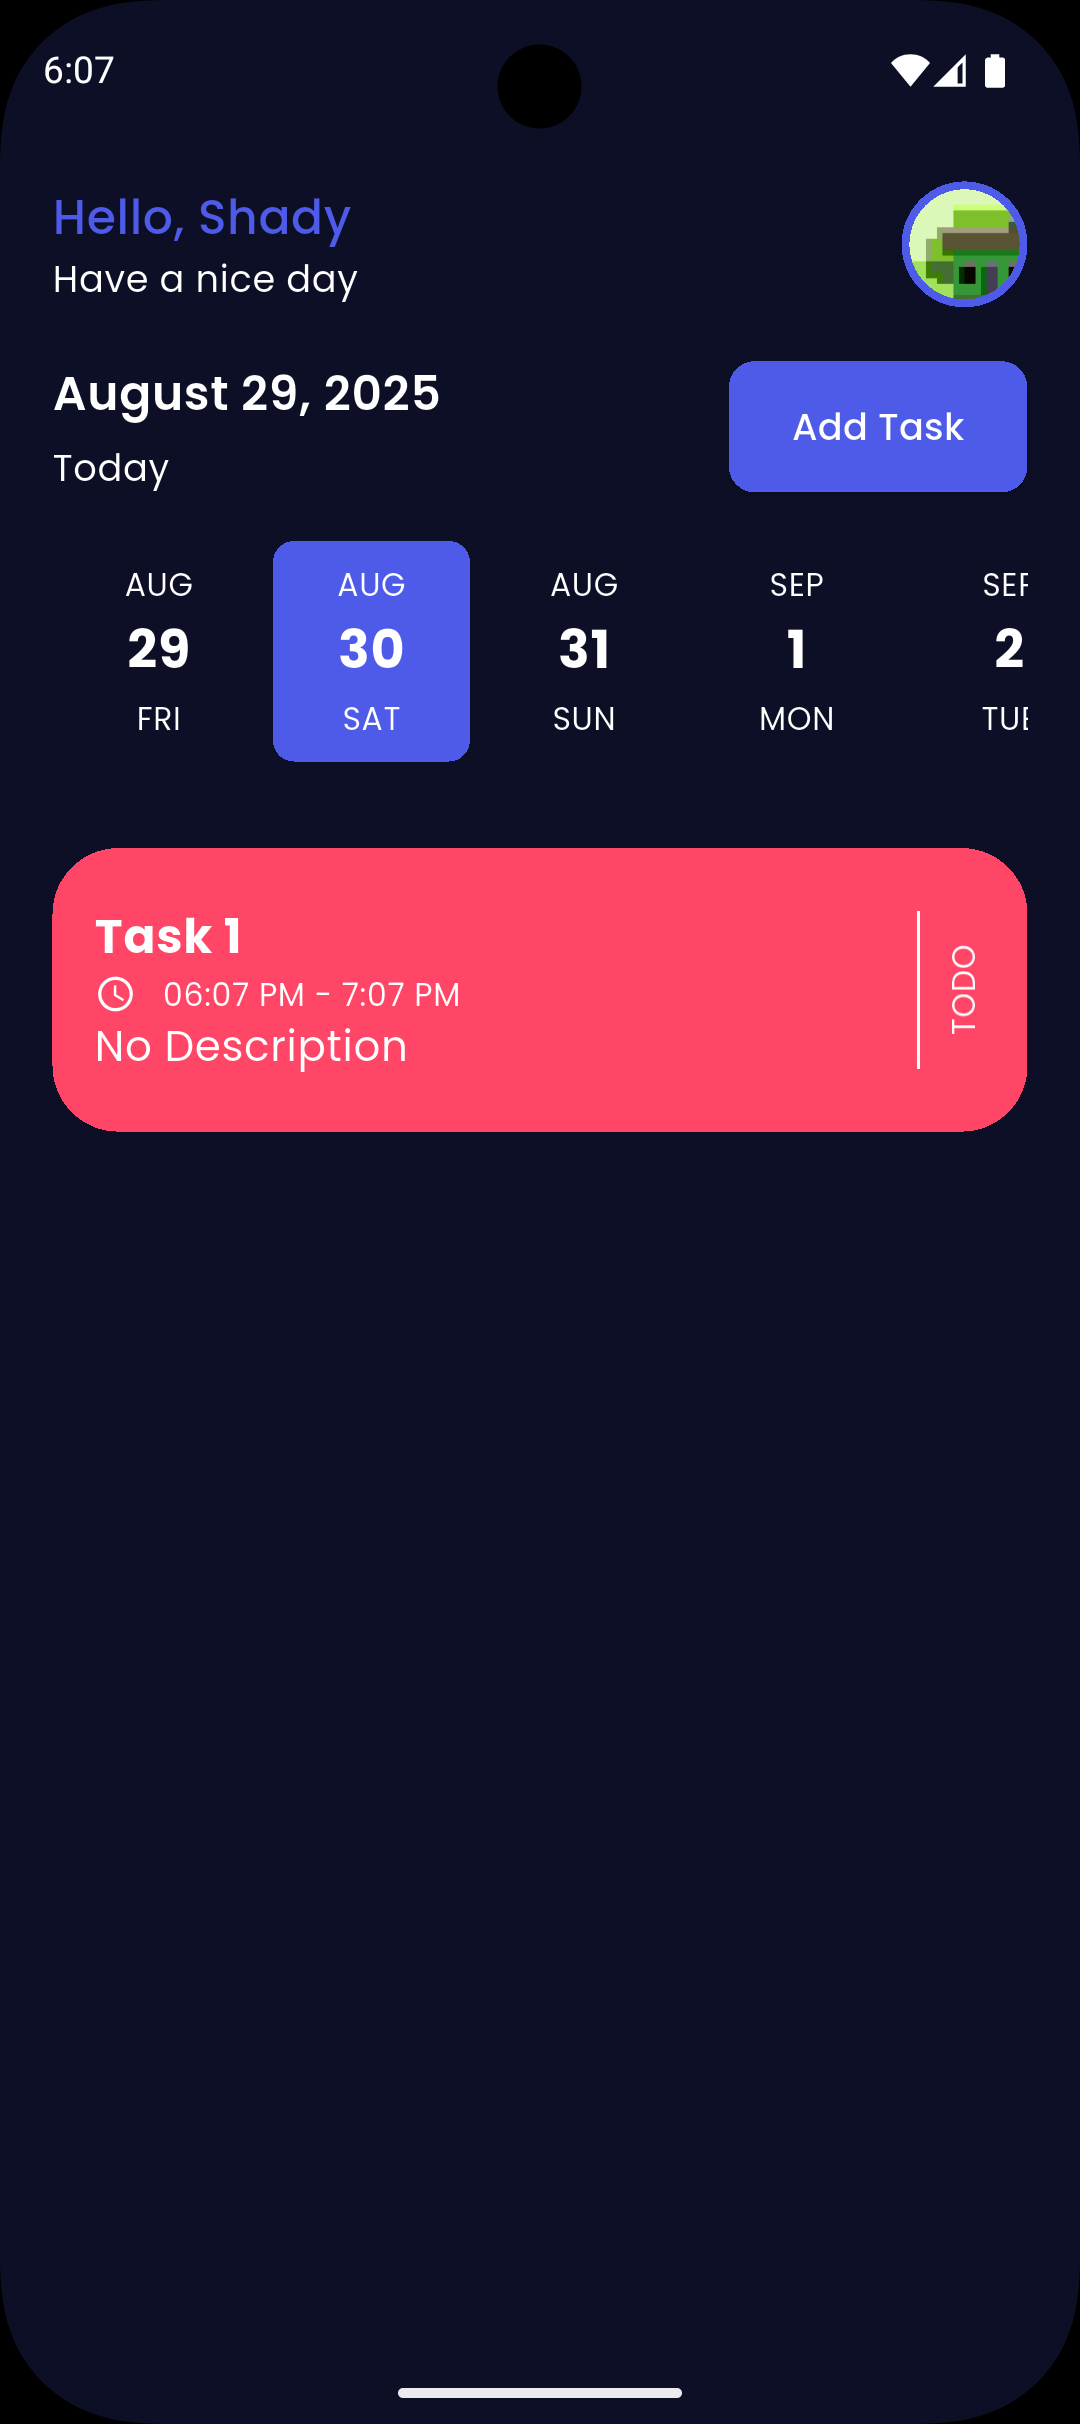 6:07
Hello, Shady
Have a nice day
August 29, 2025
Today
Add Task
AUG AUG AUG SEP SEP
29 30 31 1 2
FRI SAT SUN MON TUE
Task 1
06:07 PM - 7:07 PM
No Description
TODO